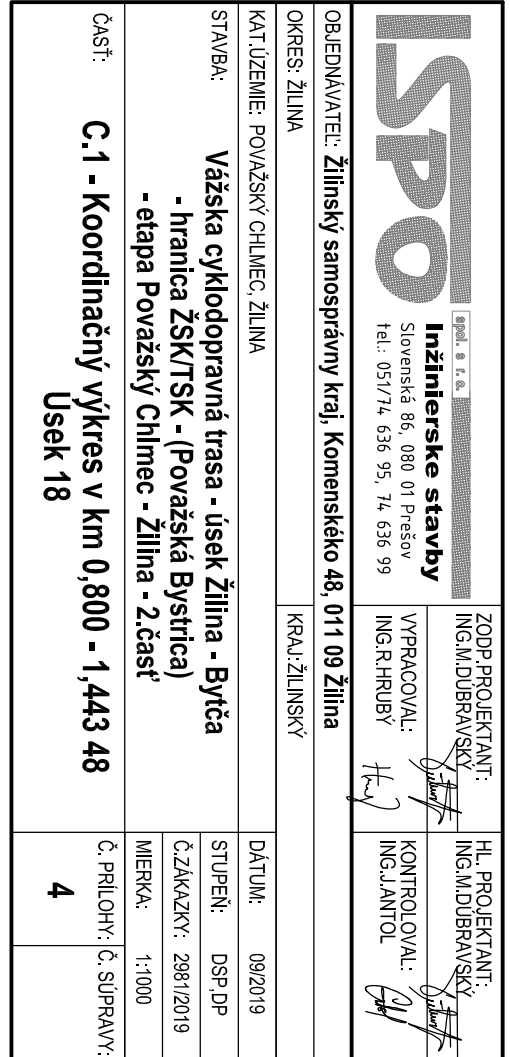 ISPO
spol. s r. o.
Inžinierske stavby
Slovenská 86, 080 01 Prešov
tel.: 051/74 636 95, 74 636 99
ZODP.PROJEKTANT:
ING.M.DÚBRAVSKÝ
HL. PROJEKTANT:
ING.M.DÚBRAVSKÝ
VYPRACOVAL:
ING.R.HRUBÝ
KONTROLOVAL:
ING.J.ANTOL
OBJEDNÁVATEĽ: Žilinský samosprávny kraj, Komenského 48, 011 09 Žilina
OKRES: ŽILINA
KRAJ: ŽILINSKÝ
KAT.ÚZEMIE: POVAŽSKÝ CHLMEC, ŽILINA
DÁTUM: 09/2019
STAVBA: Vážska cyklodopravná trasa - úsek Žilina - Bytča
- hranica ŽSK/TSK - (Považská Bystrica)
- etapa Považský Chlmec - Žilina - 2.časť
STUPEŇ: DSP,DP
Č.ZÁKAZKY: 2981/2019
MIERKA: 1:1000
ČASŤ: C.1 - Koordinačný výkres v km 0,800 - 1,443 48
Úsek 18
Č. PRÍLOHY: 4
Č. SÚPRAVY: